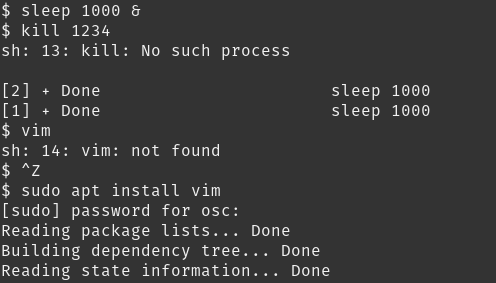 $ sleep 1000 &
$ kill 1234
sh: 13: kill: No such process
[2] + Done                       sleep 1000
[1] + Done                       sleep 1000
$ vim
sh: 14: vim: not found
$ ^Z
$ sudo apt install vim
[sudo] password for osc:
Reading package lists... Done
Building dependency tree... Done
Reading state information... Done